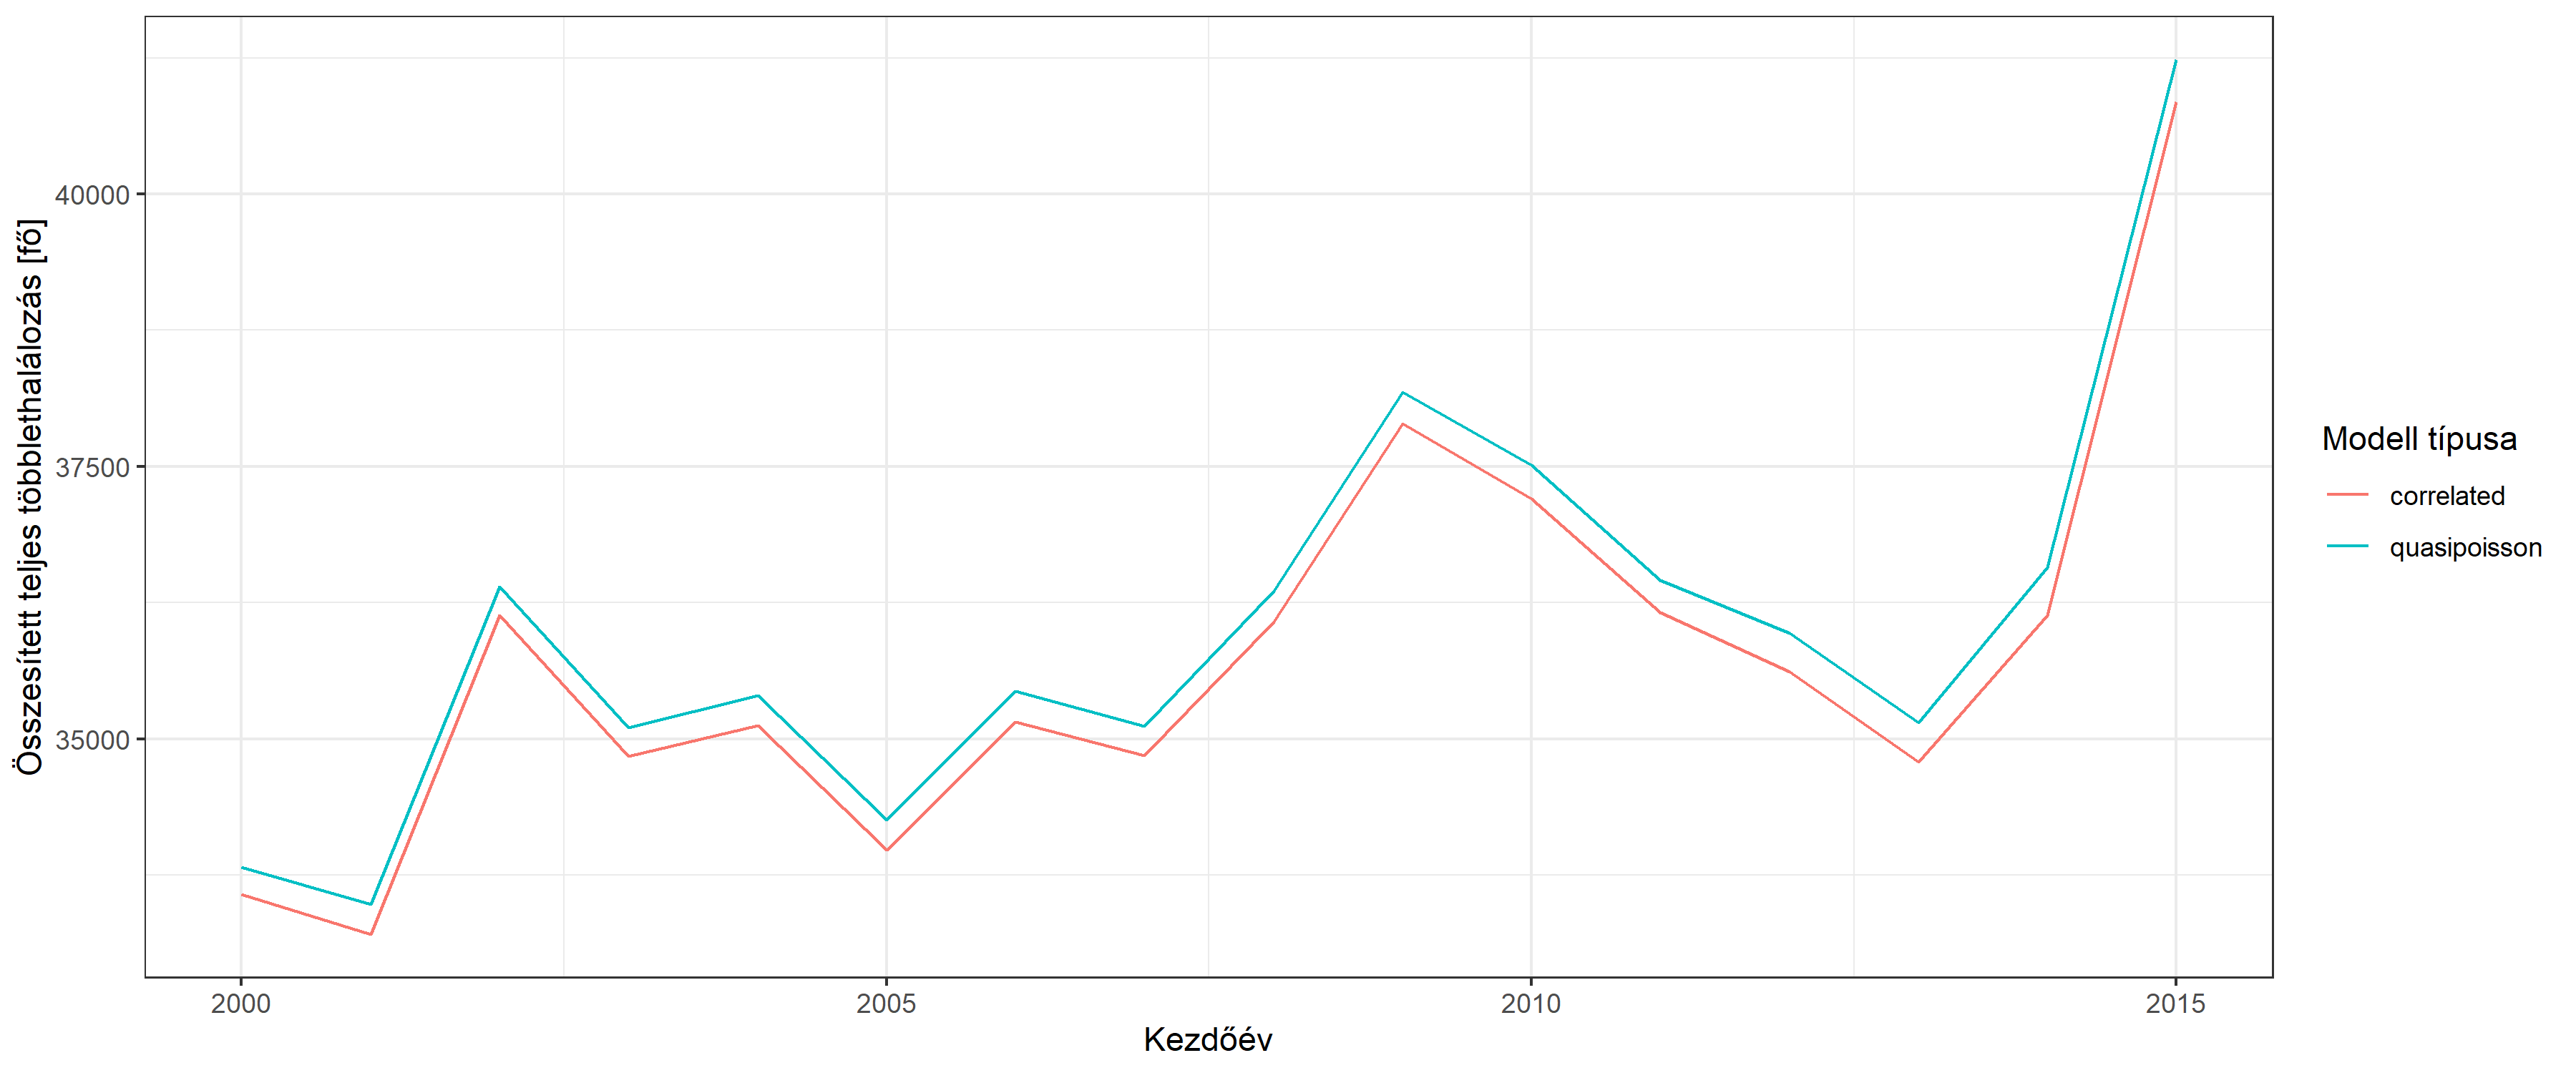 Összesített teljes többlethalálozás [fő]
40000
37500
35000
2000
2005
2010
2015
Kezdőév
Modell típusa
correlated
quasipoisson